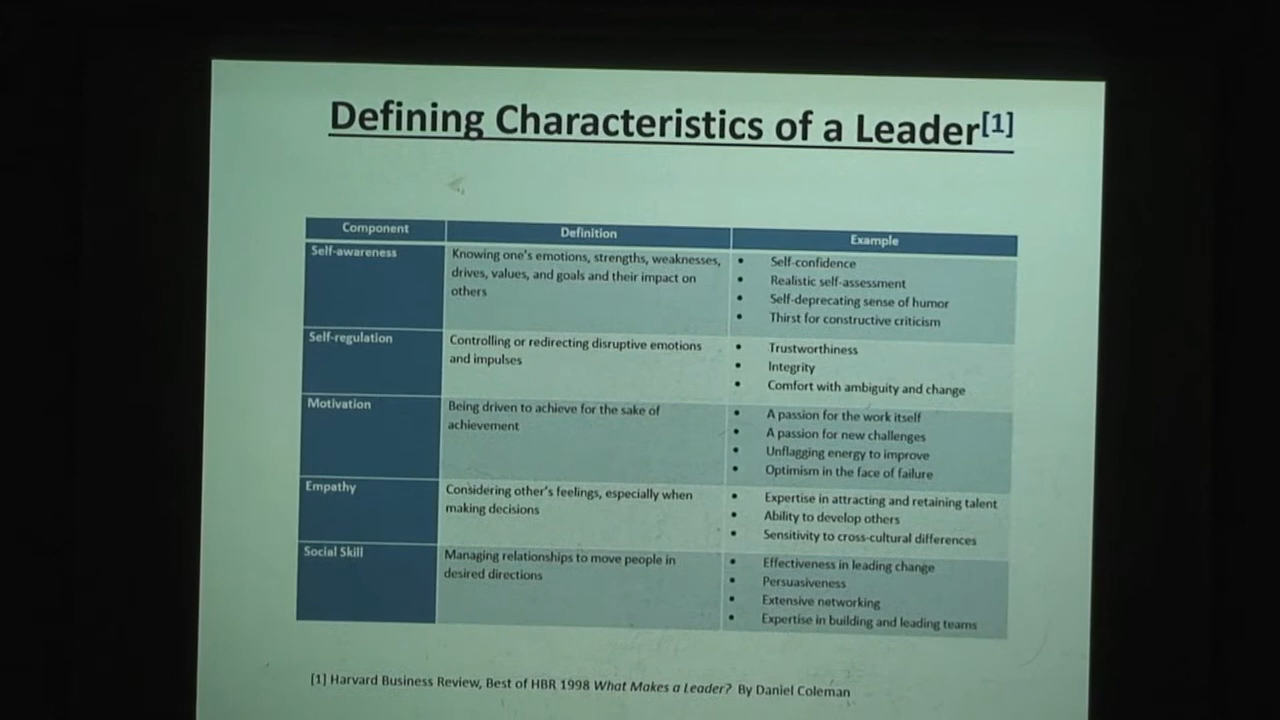 Defining Characteristics of a Leader[1]
Component Definition Example
Self-awareness
Knowing one's emotions, strengths, weaknesses,
drives, values, and goals and their impact on
others
• Self-confidence
• Realistic self-assessment
• Self-deprecating sense of humor
• Thirst for constructive criticism
Self-regulation
Controlling or redirecting disruptive emotions
and impulses
• Trustworthiness
• Integrity
• Comfort with ambiguity and change
Motivation
Being driven to achieve for the sake of
achievement
• A passion for the work itself
• A passion for new challenges
• Unflagging energy to improve
• Optimism in the face of failure
Empathy
Considering other's feelings, especially when
making decisions
• Expertise in attracting and retaining talent
• Ability to develop others
• Sensitivity to cross-cultural differences
Social Skill
Managing relationships to move people in
desired directions
• Effectiveness in leading change
• Persuasiveness
• Extensive networking
• Expertise in building and leading teams
[1] Harvard Business Review, Best of HBR 1998 What Makes a Leader? By Daniel Coleman